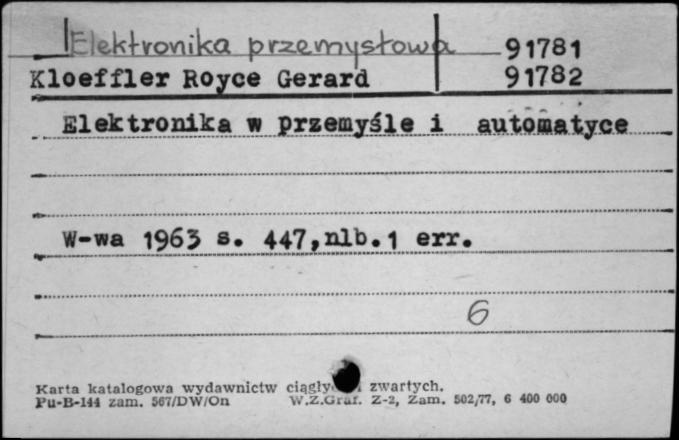 Elektronika przemysłowa 91781
Kloeffler Royce Gerard 91782
Elektronika w przemyśle i automatyce
W-wa 1963 s. 447,nlb.1 err.
6
Karta katalogowa wydawnictw zwartych.
Pu-B-144 zam. 567/DW/On W.Z.Graf. Z-2, Zam. 502/77, 6 400 000